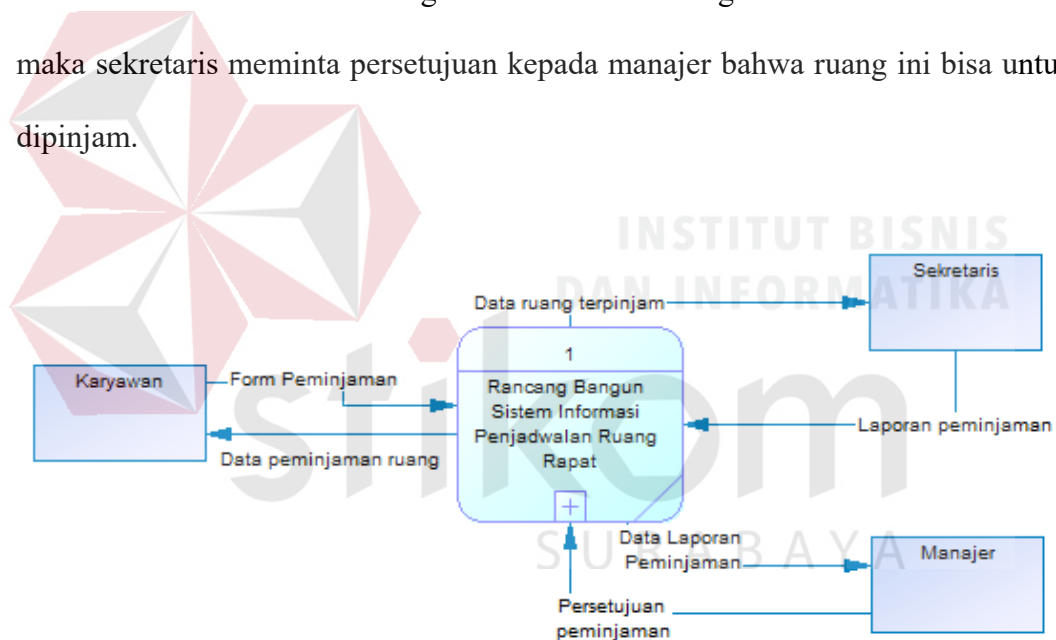 maka sekretaris meminta persetujuan kepada manajer bahwa ruang ini bisa untu
dipinjam.
INSTITUT BISNIS
DAN INFORMATIKA
stikom
SURABAYA
Sekretaris
Data ruang terpinjam
1
Rancang Bangun
Sistem Informasi
Penjadwalan Ruang
Rapat
Karyawan
Form Peminjaman
Data peminjaman ruang
Laporan peminjaman
Data Laporan
Peminjaman
Manajer
Persetujuan
peminjaman